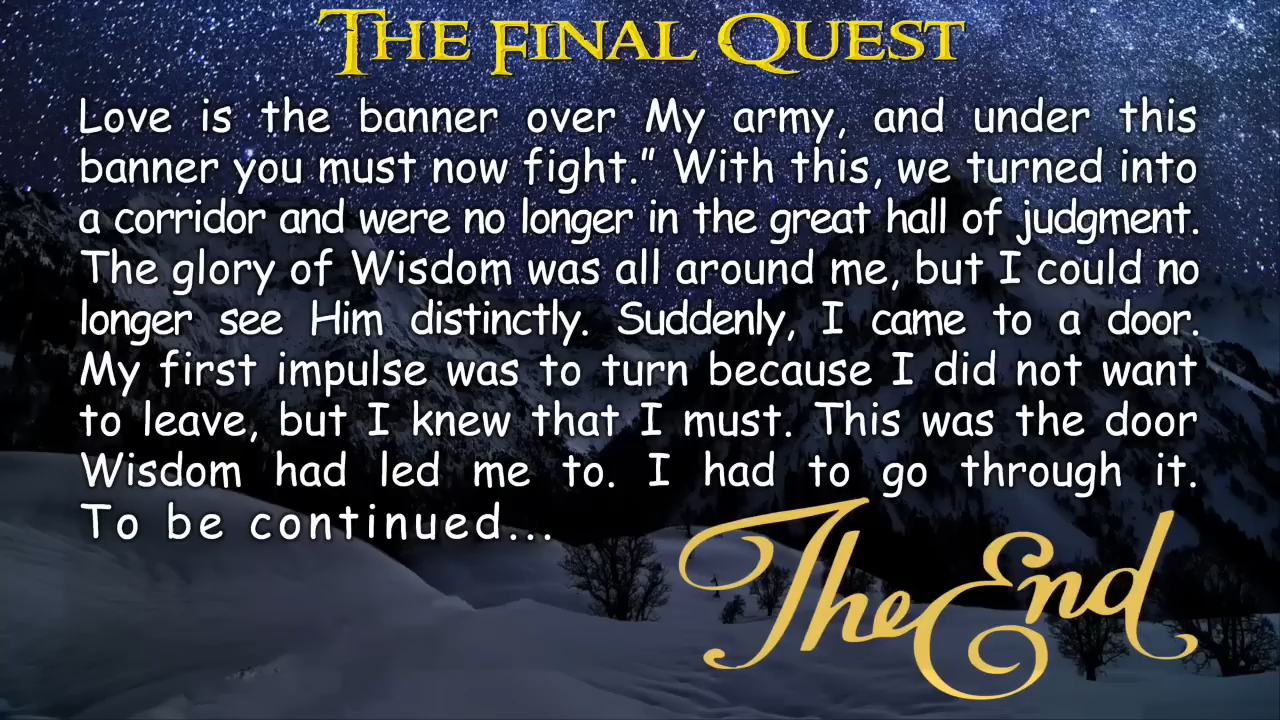 THE FINAL QUEST
Love is the banner over My army, and under this
banner you must now fight.” With this, we turned into
a corridor and were no longer in the great hall of judgment.
The glory of Wisdom was all around me, but I could no
longer see Him distinctly. Suddenly, I came to a door.
My first impulse was to turn because I did not want
to leave, but I knew that I must. This was the door
Wisdom had led me to. I had to go through it.
To be continued...
The End